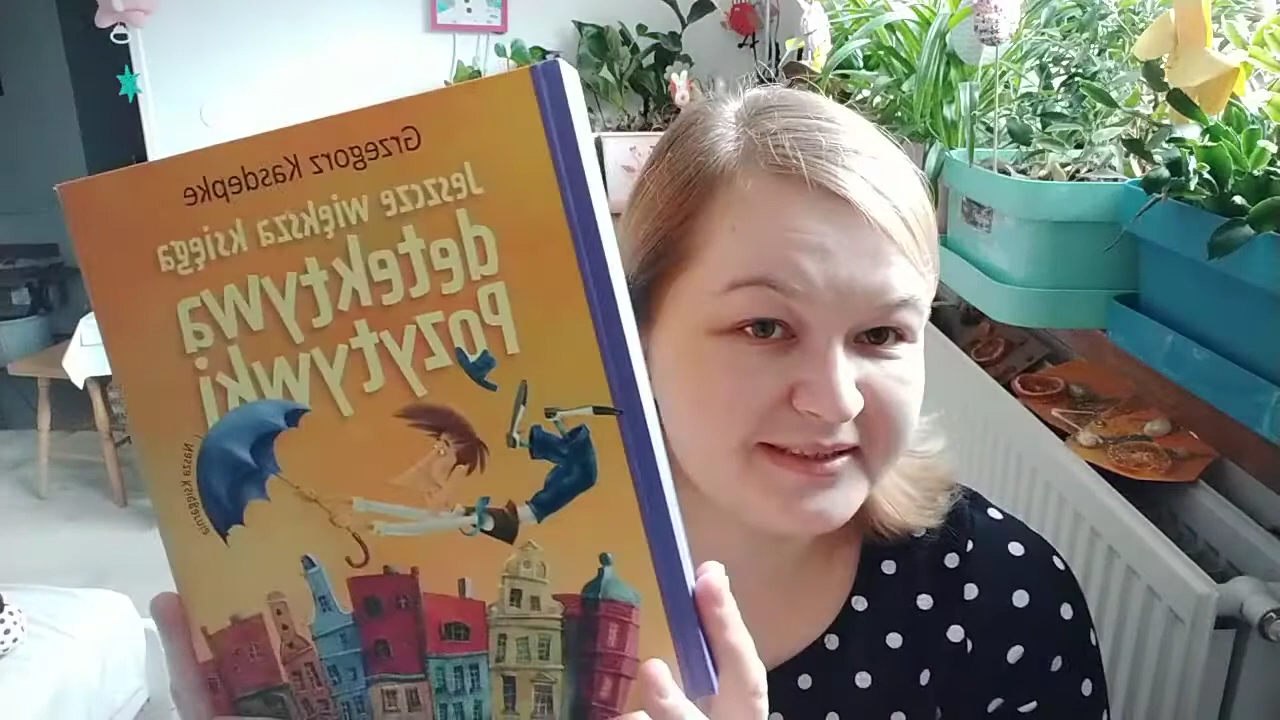 Grzegorz Kasdepke
Jeszcze większa księga
detektywa
Pozytywki
Nasza Księgarnia